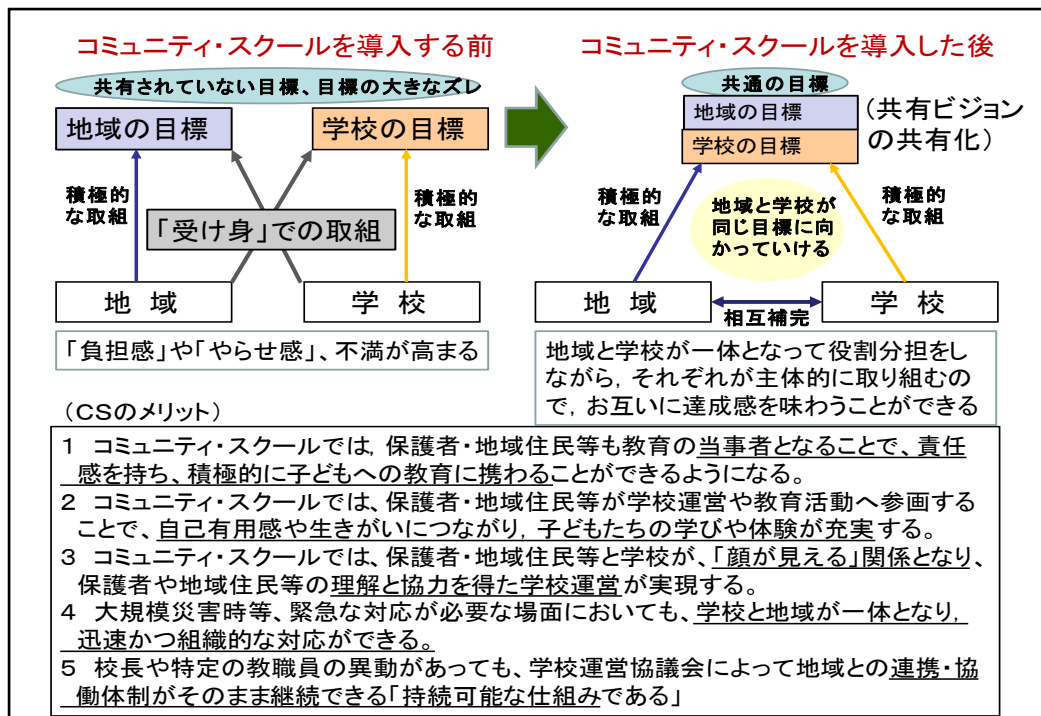 コミュニティ・スクールを導入する前
共有されていない目標、目標の大きなズレ
地域の目標
学校の目標
積極的
な取組
「受け身」での取組
積極的
な取組
地 域
学 校
「負担感」や「やらせ感」、不満が高まる
コミュニティ・スクールを導入した後
共通の目標
地域の目標
学校の目標
(共有ビジョン
の共有化)
積極的
な取組
地域と学校が
同じ目標に向
かっていける
積極的
な取組
地 域
相互補完
学 校
地域と学校が一体となって役割分担をし
ながら,それぞれが主体的に取り組むの
で,お互いに達成感を味わうことができる
(CSのメリット)
1 コミュニティ・スクールでは,保護者・地域住民等も教育の当事者となることで、責任
感を持ち、積極的に子どもへの教育に携わることができるようになる。
2 コミュニティ・スクールでは、保護者・地域住民等が学校運営や教育活動へ参画する
ことで、自己有用感や生きがいにつながり,子どもたちの学びや体験が充実する。
3 コミュニティ・スクールでは、保護者・地域住民等と学校が、「顔が見える」関係となり、
保護者や地域住民等の理解と協力を得た学校運営が実現する。
4 大規模災害時等、緊急な対応が必要な場面においても、学校と地域が一体となり,
迅速かつ組織的な対応ができる。
5 校長や特定の教職員の異動があっても、学校運営協議会によって地域との連携・協
働体制がそのまま継続できる「持続可能な仕組みである」